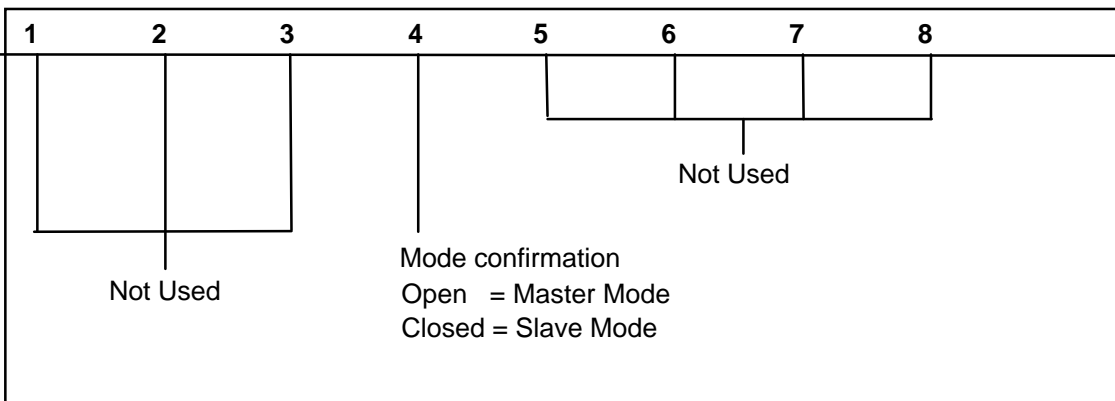 1 2 3 4 5 6 7 8
Not Used
Mode confirmation
Not Used
Open = Master Mode
Closed = Slave Mode